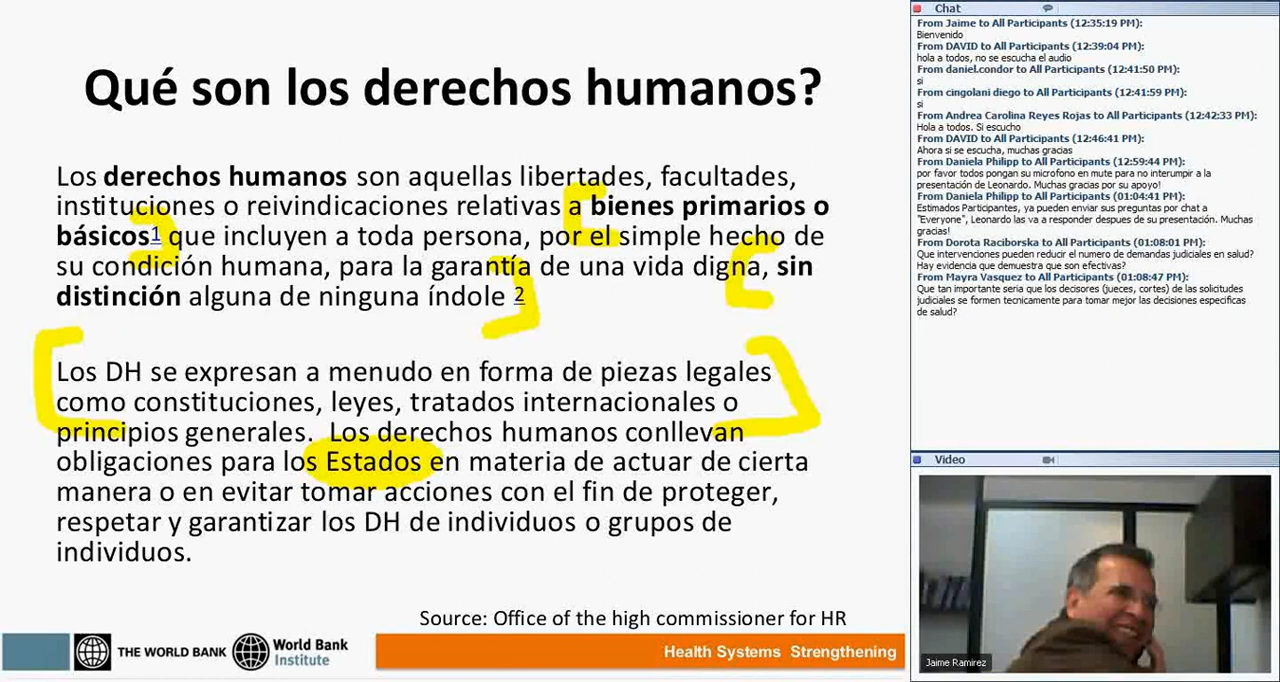 Qué son los derechos humanos?
Los derechos humanos son aquellas libertades, facultades,
instituciones o reivindicaciones relativas a bienes primarios o
básicos1 que incluyen a toda persona, por el simple hecho de
su condición humana, para la garantía de una vida digna, sin
distinción alguna de ninguna índole 2
Los DH se expresan a menudo en forma de piezas legales
como constituciones, leyes, tratados internacionales o
principios generales.  Los derechos humanos conllevan
obligaciones para los Estados en materia de actuar de cierta
manera o en evitar tomar acciones con el fin de proteger,
respetar y garantizar los DH de individuos o grupos de
individuos.
Source: Office of the high commissioner for HR
THE WORLD BANK
World Bank
Institute
Health Systems  Strengthening
Chat
From Jaime to All Participants (12:35:19 PM):
Bienvenido
From DAVID to All Participants (12:39:04 PM):
hola a todos, no se escucha el audio
From daniel.condor to All Participants (12:41:50 PM):
si
From cingolani diego to All Participants (12:41:59 PM):
si
From Andrea Carolina Reyes Rojas to All Participants (12:42:33 PM):
Hola a todos. Si escucho
From DAVID to All Participants (12:46:41 PM):
Ahora si se escucha, muchas gracias
From Daniela Philipp to All Participants (12:59:44 PM):
por favor todos pongan su microfono en mute para no interumpir a la
presentación de Leonardo. Muchas gracias por su apoyo!
From Daniela Philipp to All Participants (01:04:41 PM):
Estimados Participantes, ya pueden enviar sus preguntas por chat a
"Everyone", Leonardo las va a responder despues de su presentación. Muchas
gracias!
From Dorota Raciborska to All Participants (01:08:01 PM):
Que intervenciones pueden reducir el numero de demandas judiciales en salud?
Hay evidencia que demuestra que son efectivas?
From Mayra Vasquez to All Participants (01:08:47 PM):
Que tan importante seria que los decisores (jueces, cortes) de las solicitudes
judiciales se formen tecnicamente para tomar mejor las decisiones especificas
de salud?
Video
Jaime Ramirez